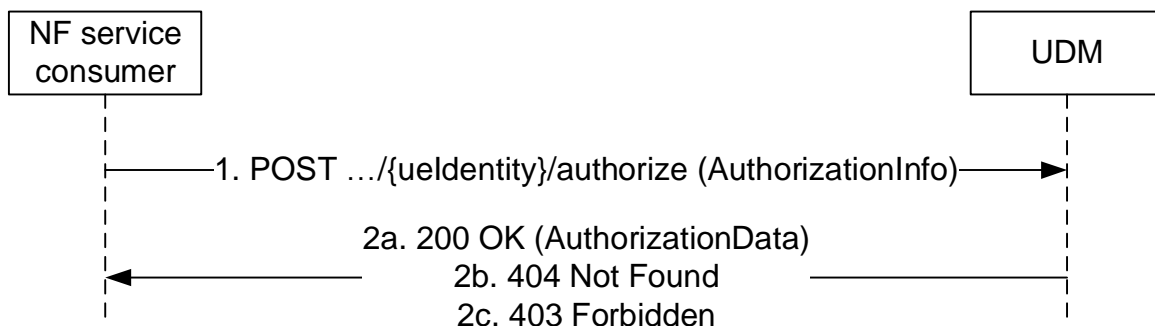 NF service
consumer
UDM
1. POST …/{ueIdentity}/authorize (AuthorizationInfo)
2a. 200 OK (AuthorizationData)
2b. 404 Not Found
2c. 403 Forbidden